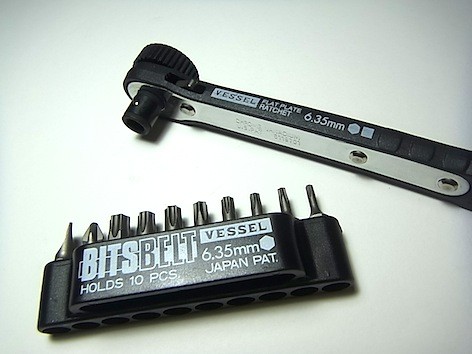 VESSEL FLAT PLATE
RATCHET 6.35mm
BITSBELT VESSEL
6.35mm
HOLDS 10 PCS. JAPAN PAT.